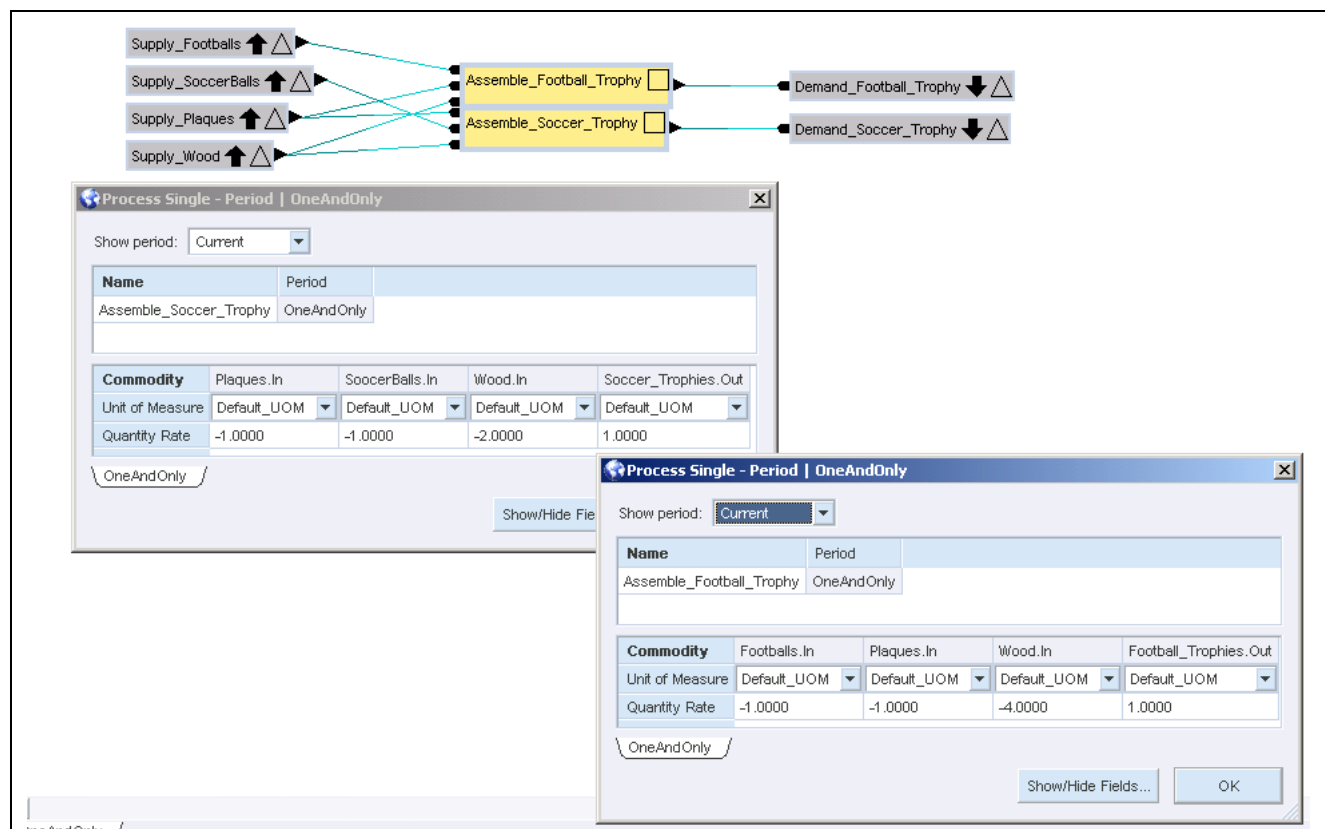 Supply_Footballs
Supply_SoccerBalls
Supply_Plaques
Supply_Wood
Assemble_Football_Trophy
Assemble_Soccer_Trophy
Demand_Football_Trophy
Demand_Soccer_Trophy
Process Single - Period | OneAndOnly
Show period: Current
Name Period
Assemble_Soccer_Trophy OneAndOnly
Commodity Plaques.In SoocerBalls.In Wood.In Soccer_Trophies.Out
Unit of Measure Default_UOM Default_UOM Default_UOM Default_UOM
Quantity Rate -1.0000 -1.0000 -2.0000 1.0000
OneAndOnly
Show/Hide Fie
Process Single - Period | OneAndOnly
Show period: Current
Name Period
Assemble_Football_Trophy OneAndOnly
Commodity Footballs.In Plaques.In Wood.In Football_Trophies.Out
Unit of Measure Default_UOM Default_UOM Default_UOM Default_UOM
Quantity Rate -1.0000 -1.0000 -4.0000 1.0000
OneAndOnly
Show/Hide Fields... OK